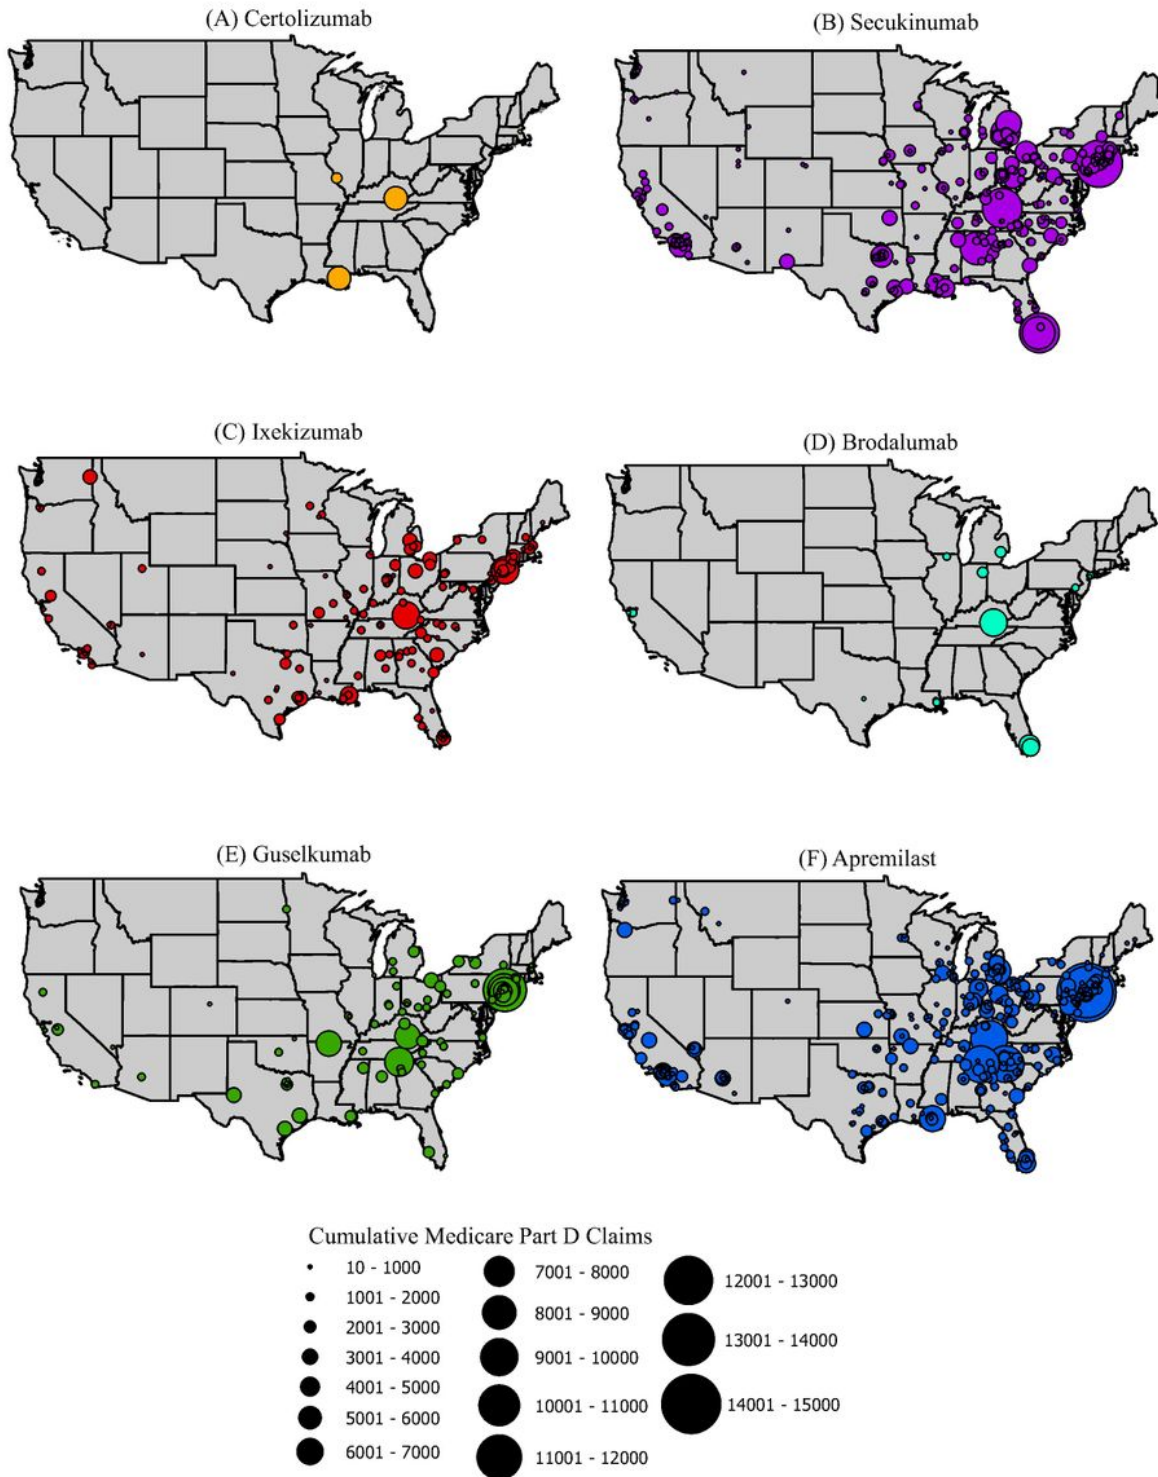 (A) Certolizumab
(B) Secukinumab
(C) Ixekizumab
(D) Brodalumab
(E) Guselkumab
(F) Apremilast
Cumulative Medicare Part D Claims
10 - 1000
1001 - 2000
2001 - 3000
3001 - 4000
4001 - 5000
5001 - 6000
6001 - 7000
7001 - 8000
8001 - 9000
9001 - 10000
10001 - 11000
11001 - 12000
12001 - 13000
13001 - 14000
14001 - 15000